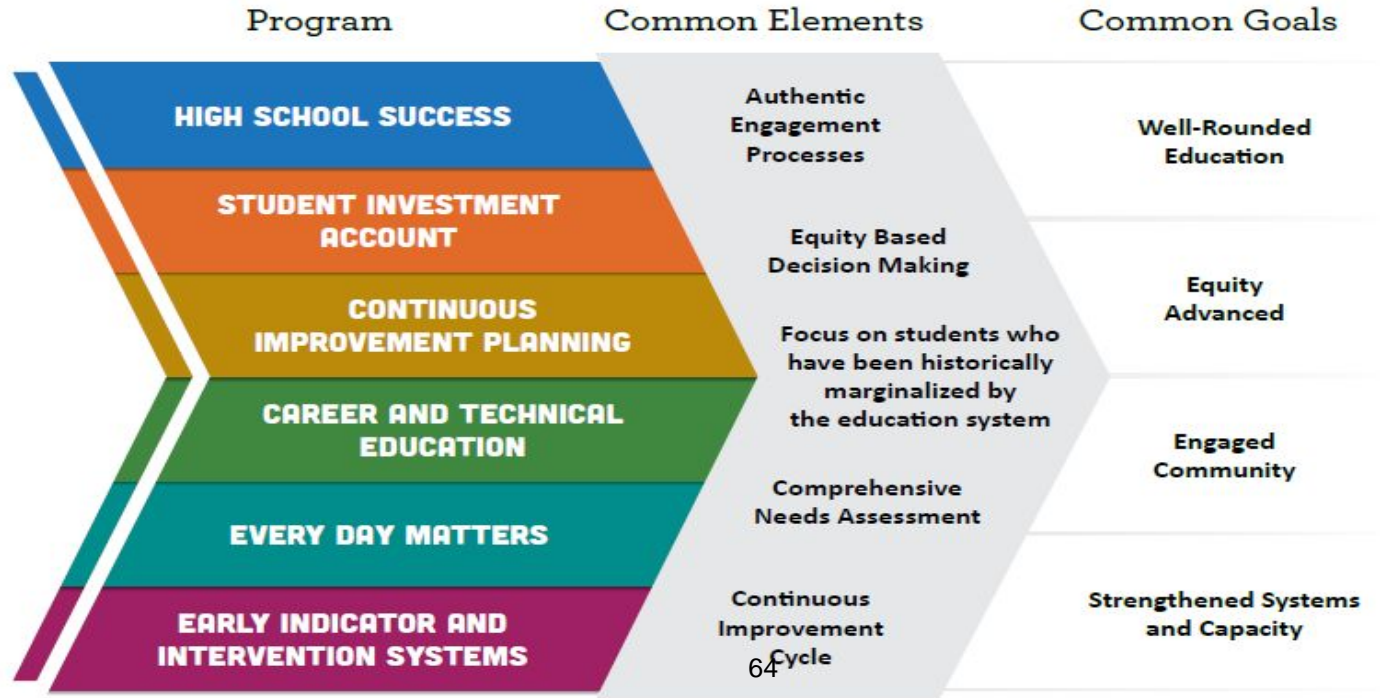 Program
Common Elements
Common Goals
HIGH SCHOOL SUCCESS
STUDENT INVESTMENT
ACCOUNT
CONTINUOUS
IMPROVEMENT PLANNING
CAREER AND TECHNICAL
EDUCATION
EVERY DAY MATTERS
EARLY INDICATOR AND
INTERVENTION SYSTEMS
Authentic
Engagement
Processes
Equity Based
Decision Making
Focus on students who
have been historically
marginalized by
the education system
Comprehensive
Needs Assessment
Continuous
Improvement
Cycle
64
Well-Rounded
Education
Equity
Advanced
Engaged
Community
Strengthened Systems
and Capacity